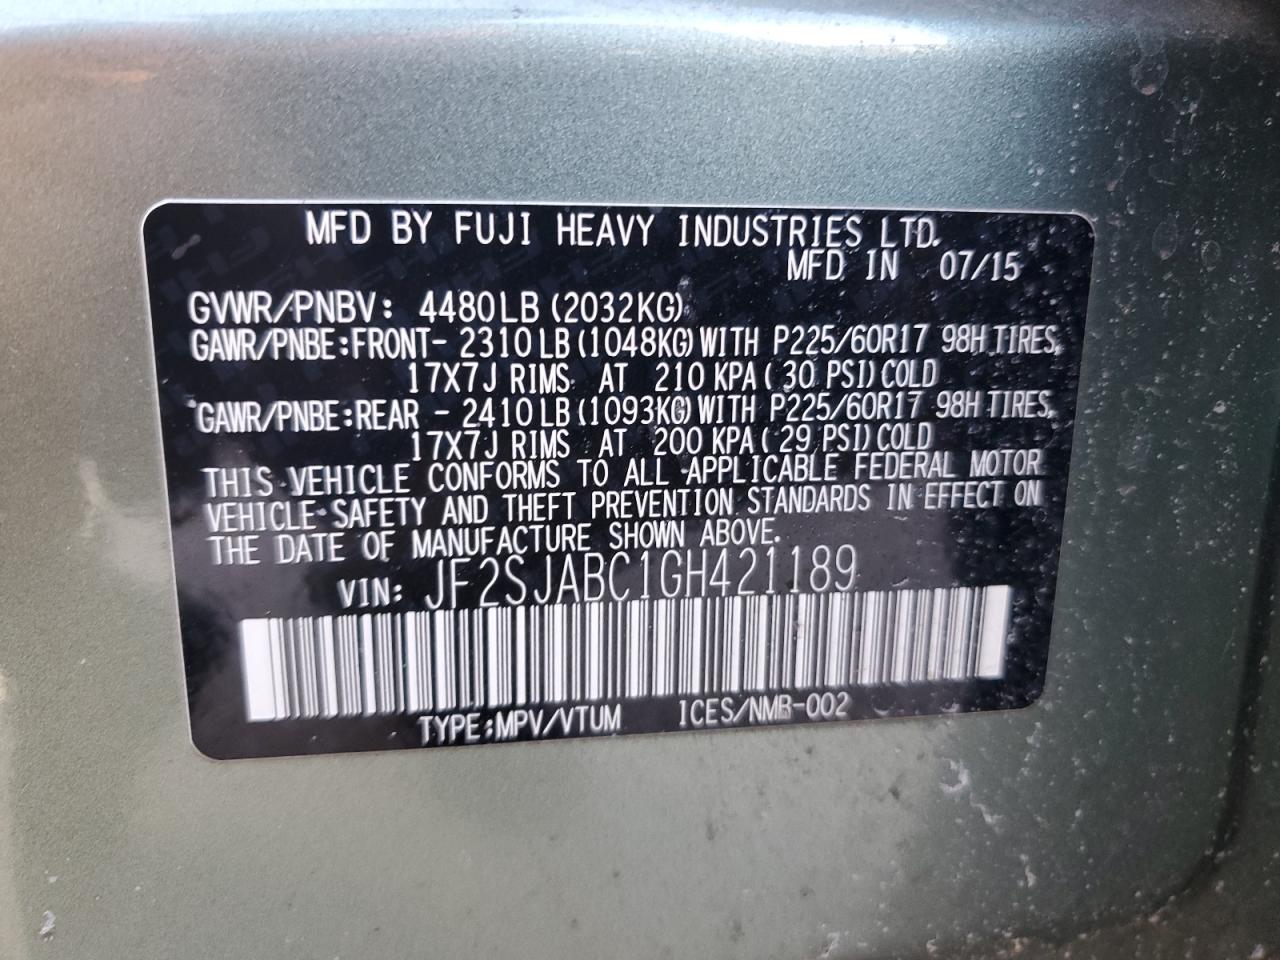 MFD BY FUJI HEAVY INDUSTRIES LTD.
MFD IN 07/15
GVWR/PNBV: 4480LB (2032KG)
GAWR/PNBE:FRONT- 2310LB (1048KG) WITH P225/60R17 98H TIRES,
17X7J RIMS AT 210 KPA ( 30 PSI) COLD
GAWR/PNBE:REAR - 2410LB (1093KG) WITH P225/60R17 98H TIRES,
17X7J RIMS AT 200 KPA ( 29 PSI) COLD
THIS VEHICLE CONFORMS TO ALL APPLICABLE FEDERAL MOTOR
VEHICLE SAFETY AND THEFT PREVENTION STANDARDS IN EFFECT ON
THE DATE OF MANUFACTURE SHOWN ABOVE.
VIN: JF2SJABC1GH421189
TYPE:MPV/VTUM ICES/NMB-002